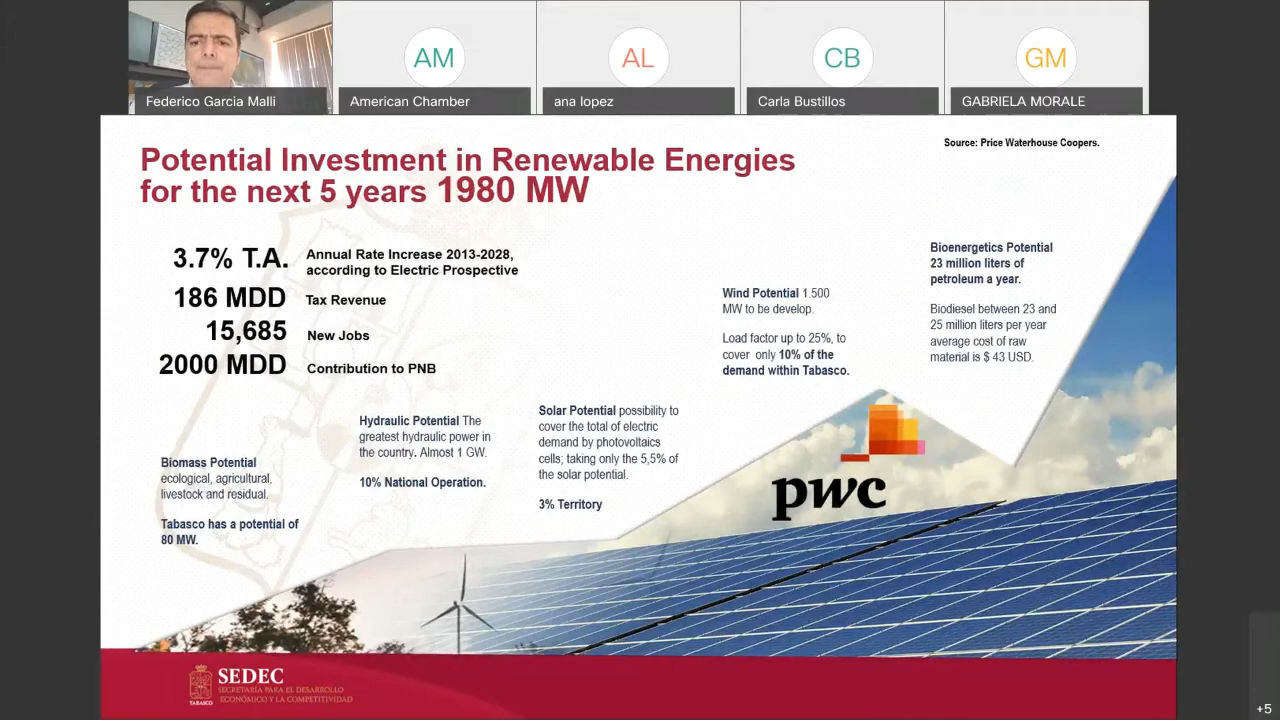 AM
AL
CB
GM
Federico Garcia Malli
American Chamber
ana lopez
Carla Bustillos
GABRIELA MORALE
Source: Price Waterhouse Coopers.
Potential Investment in Renewable Energies
for the next 5 years 1980 MW
3.7% T.A.
Annual Rate Increase 2013-2028,
according to Electric Prospective
186 MDD
Tax Revenue
15,685
New Jobs
2000 MDD
Contribution to PNB
Biomass Potential
ecological, agricultural,
livestock and residual.
Tabasco has a potential of
80 MW.
Hydraulic Potential The
greatest hydraulic power in
the country. Almost 1 GW.
10% National Operation.
Solar Potential possibility to
cover the total of electric
demand by photovoltaics
cells; taking only the 5,5% of
the solar potential.
3% Territory
Wind Potential 1.500
MW to be develop.
Load factor up to 25%, to
cover only 10% of the
demand within Tabasco.
Bioenergetics Potential
23 million liters of
petroleum a year.
Biodiesel between 23 and
25 million liters per year
average cost of raw
material is $ 43 USD.
pwc
TABASCO
SEDEC
SECRETARÍA PARA EL DESARROLLO
ECONÓMICO Y LA COMPETITIVIDAD
+5